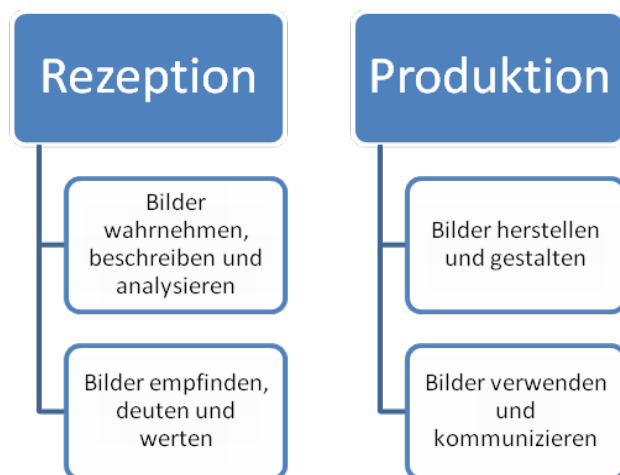 Rezeption
Bilder
wahrnehmen,
beschreiben und
analysieren
Bilder empfinden,
deuten und
werten
Produktion
Bilder herstellen
und gestalten
Bilder verwenden
und
kommunizieren